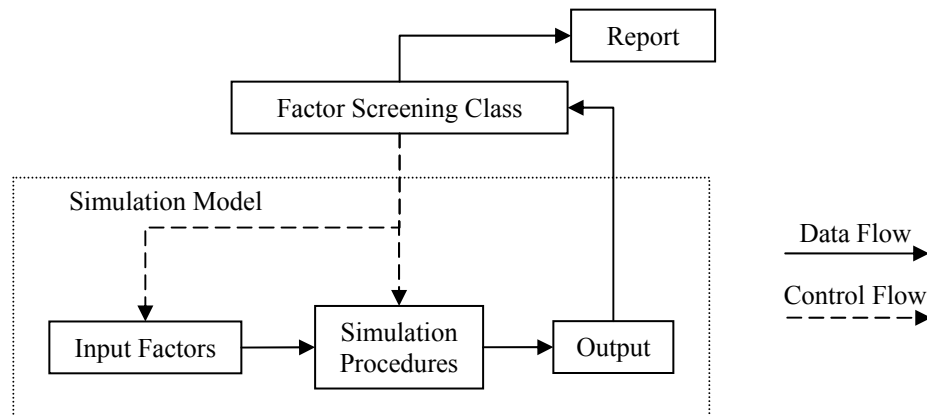 Report
Factor Screening Class
Simulation Model
Data Flow
Control Flow
Input Factors
Simulation
Procedures
Output